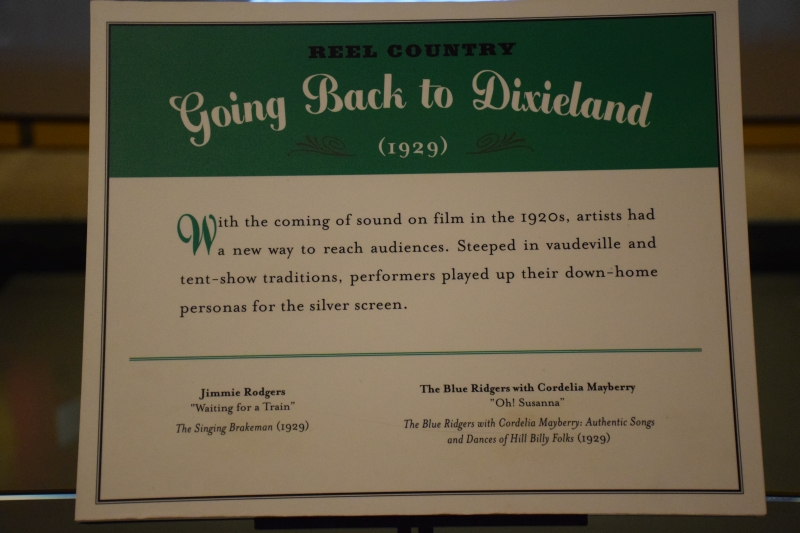 REEL COUNTRY
Going Back to Dixieland
(1929)
With the coming of sound on film in the 1920s, artists had
a new way to reach audiences. Steeped in vaudeville and
tent-show traditions, performers played up their down-home
personas for the silver screen.
Jimmie Rodgers
"Waiting for a Train"
The Singing Brakeman (1929)
The Blue Ridgers with Cordelia Mayberry
"Oh! Susanna"
The Blue Ridgers with Cordelia Mayberry: Authentic Songs
and Dances of Hill Billy Folks (1929)